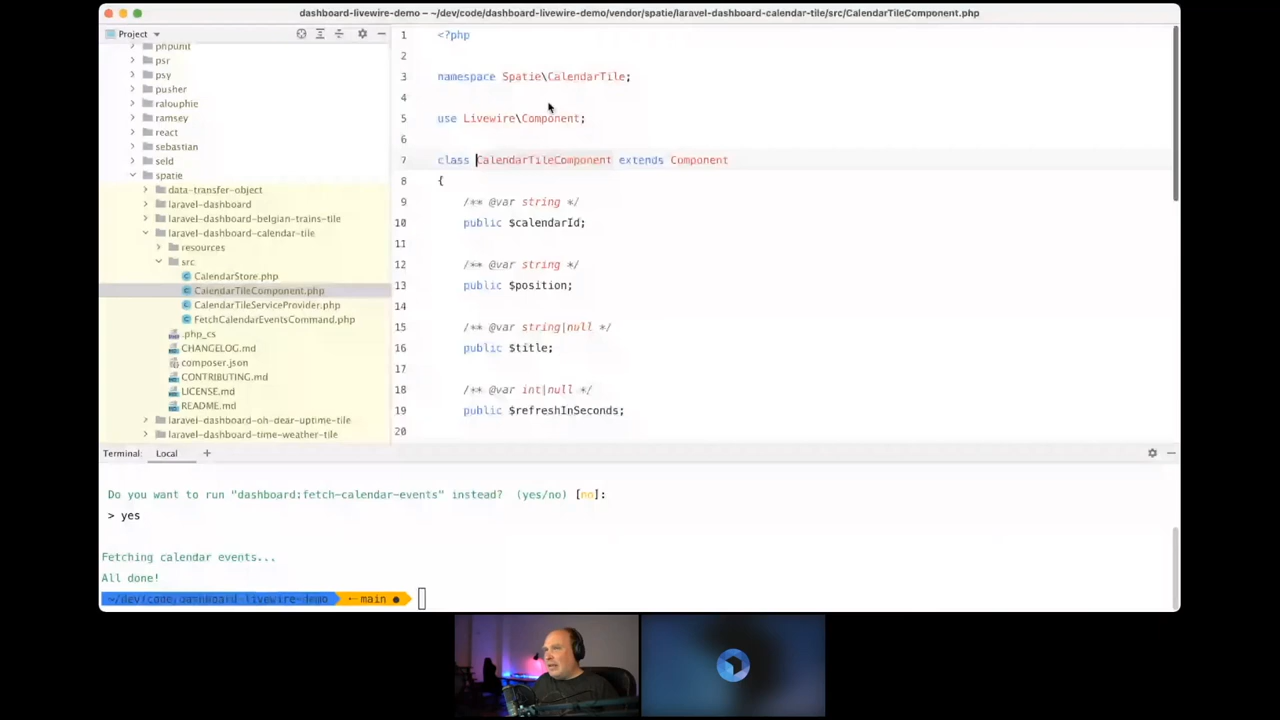 dashboard-livewire-demo – ~/dev/code/dashboard-livewire-demo/vendor/spatie/laravel-dashboard-calendar-tile/src/CalendarTileComponent.php
Project
phpunit
psr
psy
pusher
ralouphie
ramsey
react
sebastian
seld
spatie
data-transfer-object
laravel-dashboard
laravel-dashboard-belgian-trains-tile
laravel-dashboard-calendar-tile
resources
src
CalendarStore.php
CalendarTileComponent.php
CalendarTileServiceProvider.php
FetchCalendarEventsCommand.php
.php_cs
CHANGELOG.md
composer.json
CONTRIBUTING.md
LICENSE.md
README.md
laravel-dashboard-oh-dear-uptime-tile
laravel-dashboard-time-weather-tile
1 <?php
2
3 namespace Spatie\CalendarTile;
4
5 use Livewire\Component;
6
7 class CalendarTileComponent extends Component
8 {
9 /** @var string */
10 public $calendarId;
11
12 /** @var string */
13 public $position;
14
15 /** @var string|null */
16 public $title;
17
18 /** @var int|null */
19 public $refreshInSeconds;
20
Terminal: Local +
Do you want to run "dashboard:fetch-calendar-events" instead? (yes/no) [no]:
> yes
Fetching calendar events...
All done!
~/dev/code/dashboard-livewire-demo main ●